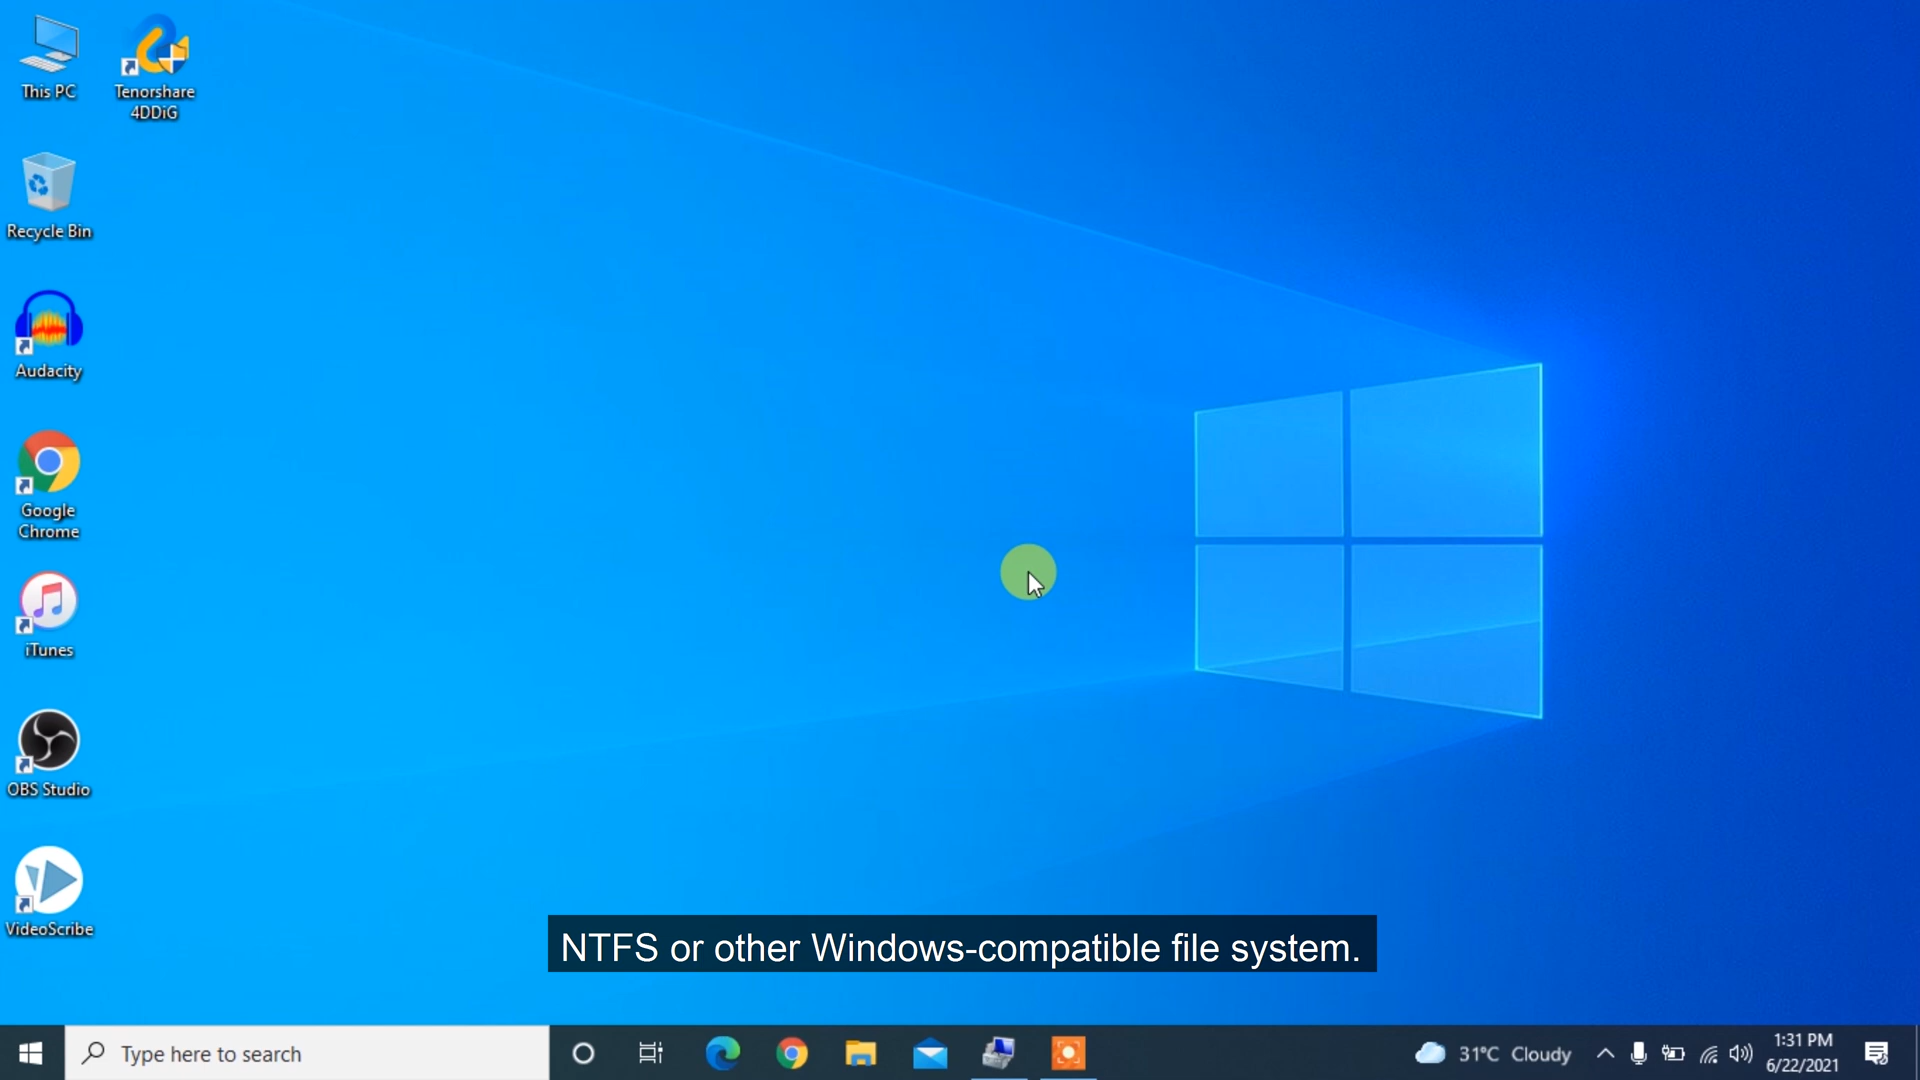 This PC
Tenorshare
4DDiG
Recycle Bin
Audacity
Google
Chrome
iTunes
OBS Studio
VideoScribe
NTFS or other Windows-compatible file system.
Type here to search
31°C Cloudy
1:31 PM
6/22/2021